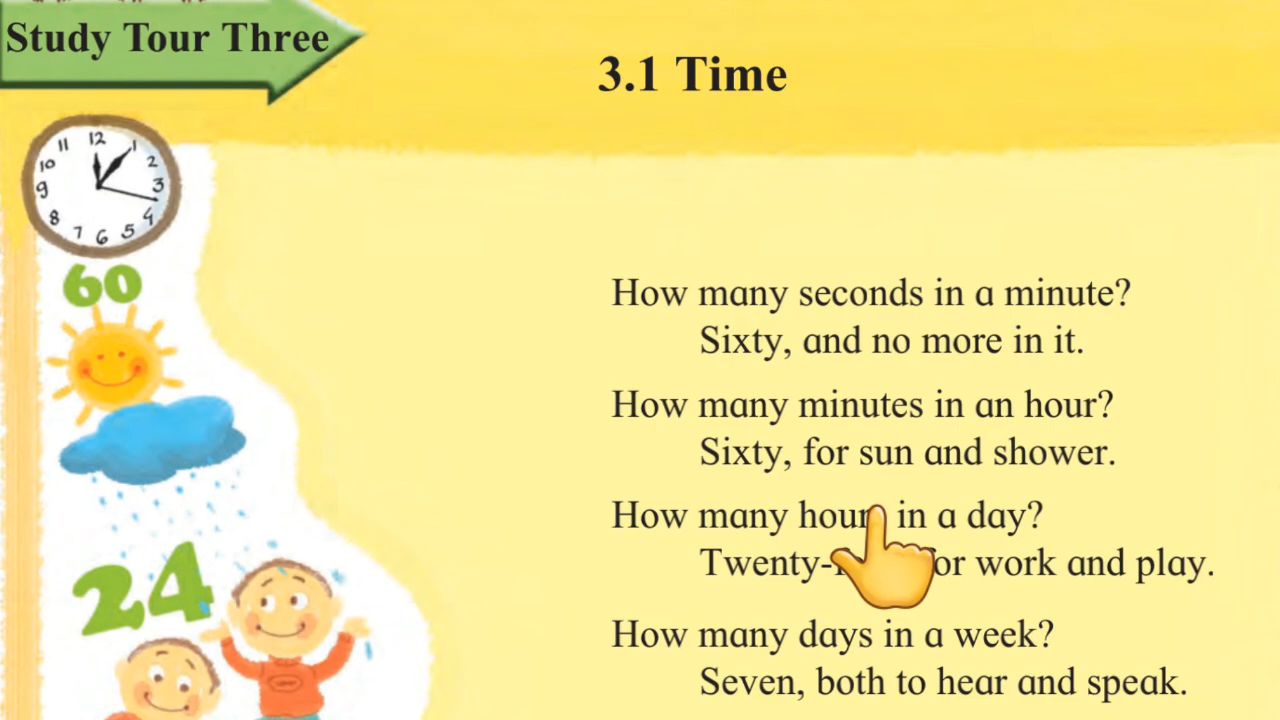 Study Tour Three
3.1 Time
12
11 1
10 2
9 3
8 4
7 6 5
60
24
How many seconds in a minute?
Sixty, and no more in it.
How many minutes in an hour?
Sixty, for sun and shower.
How many in a day?
for work and play.
How many days in a week?
Seven, both to hear and speak.